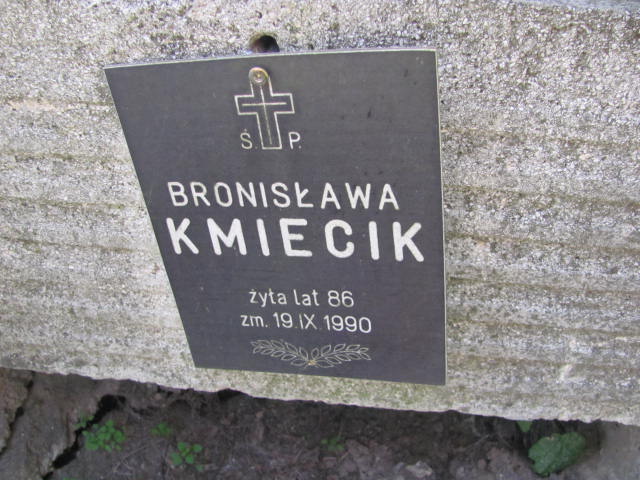 Ś. P.
BRONISŁAWA
KMIECIK
żyła lat 86
zm. 19.IX.1990